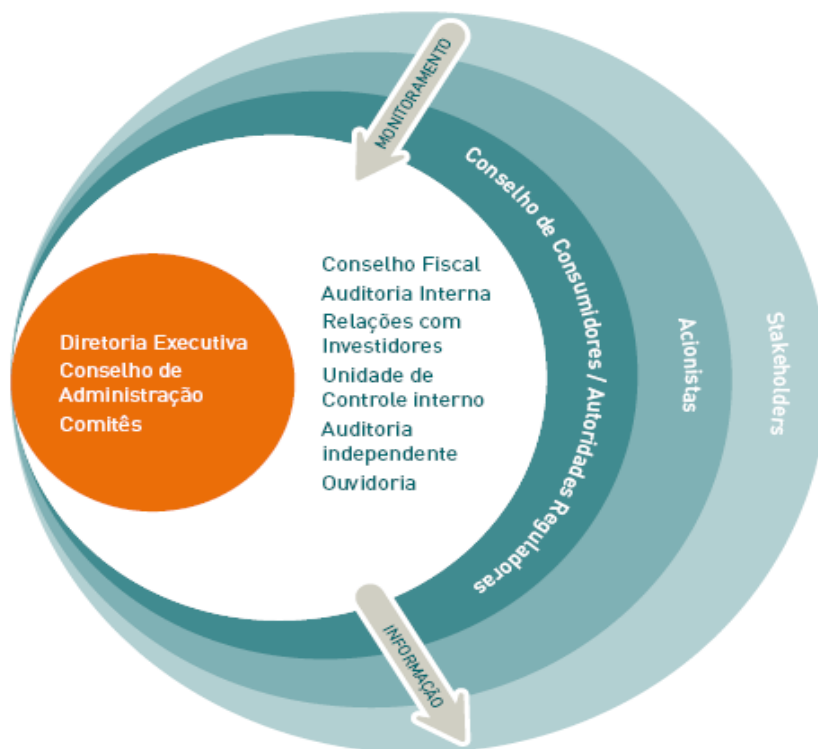 MONITORAMENTO
Conselho de Consumidores / Autoridades Reguladoras
Acionistas
Stakeholders
Conselho Fiscal
Auditoria Interna
Relações com
Investidores
Unidade de
Controle interno
Auditoria
independente
Ouvidoria
Diretoria Executiva
Conselho de
Administração
Comitês
INFORMAÇÃO